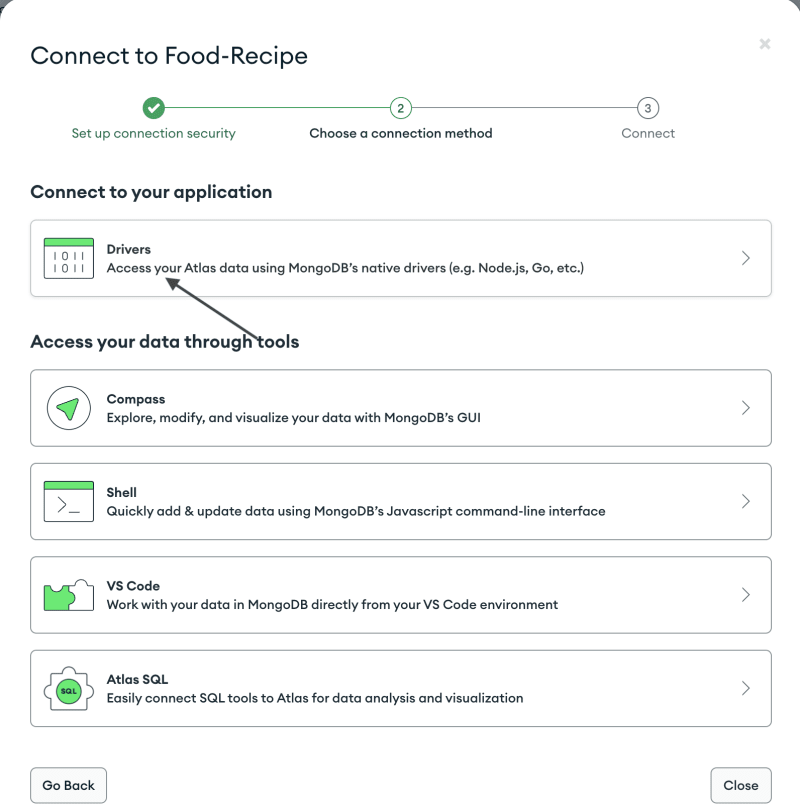 Connect to Food-Recipe
2
3
Set up connection security
Choose a connection method
Connect
Connect to your application
1011
1011
Drivers
Access your Atlas data using MongoDB's native drivers (e.g. Node.js, Go, etc.)
Access your data through tools
Compass
Explore, modify, and visualize your data with MongoDB's GUI
>_
Shell
Quickly add & update data using MongoDB's Javascript command-line interface
VS Code
Work with your data in MongoDB directly from your VS Code environment
SQL
Atlas SQL
Easily connect SQL tools to Atlas for data analysis and visualization
Go Back
Close